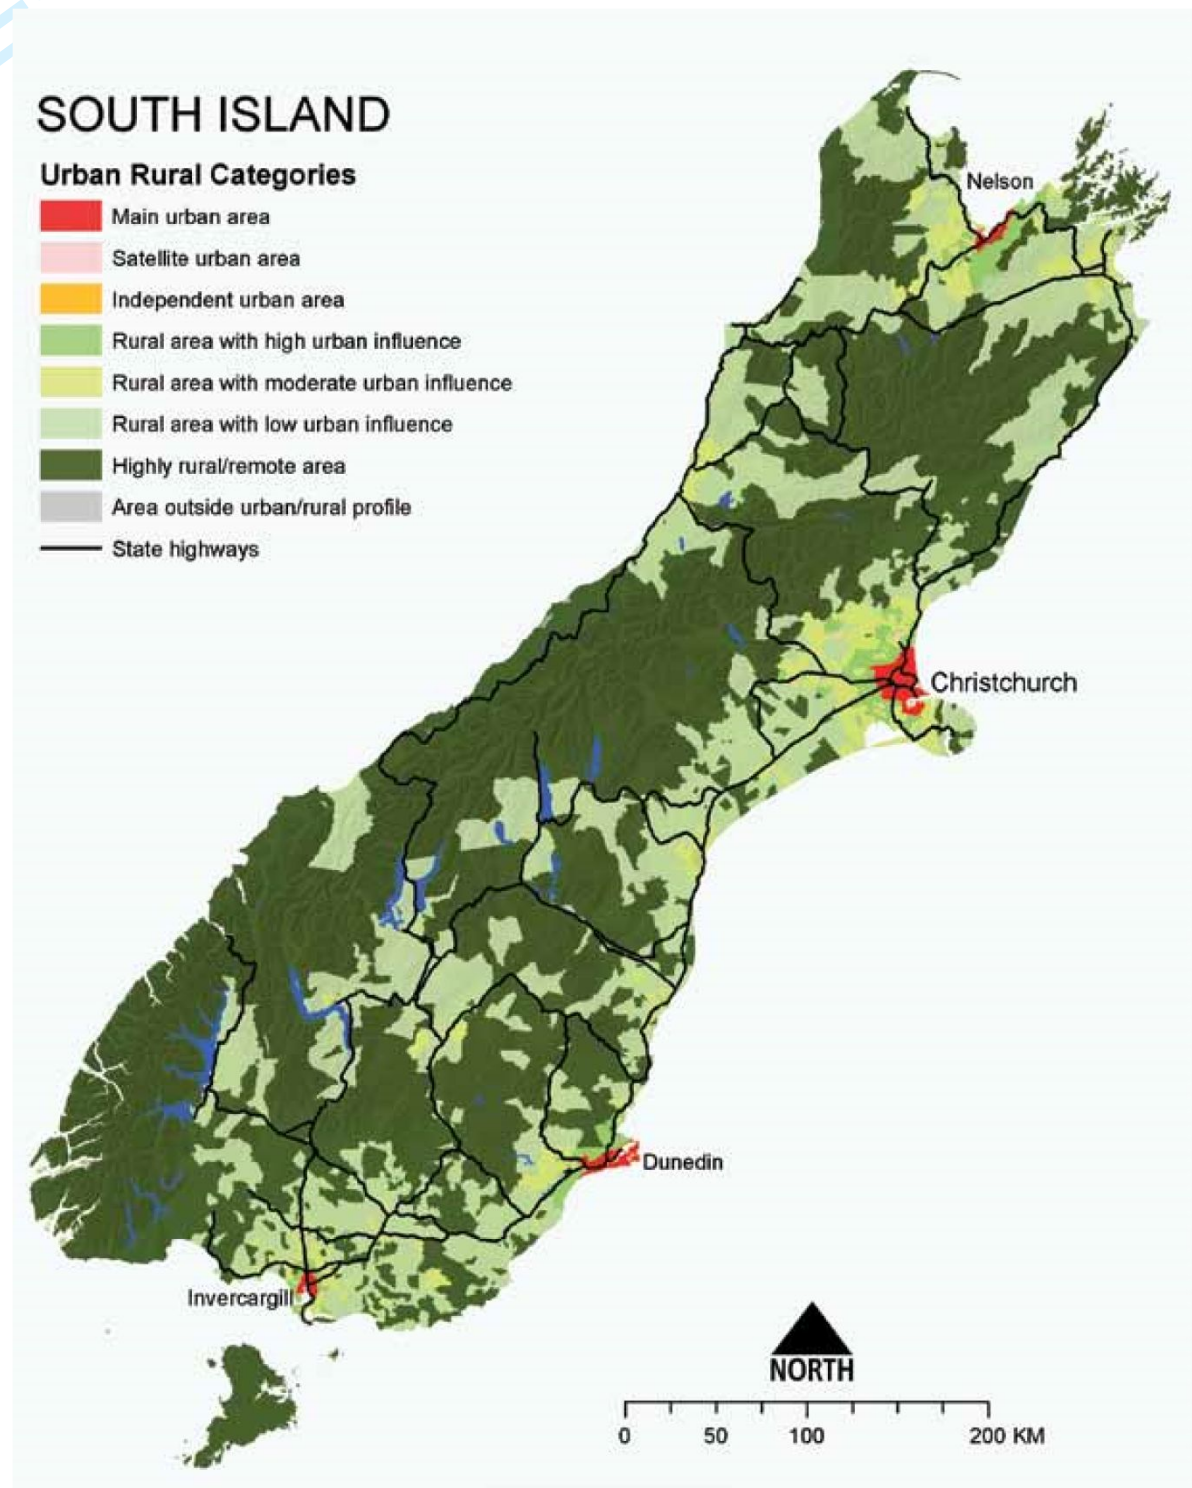 SOUTH ISLAND
Urban Rural Categories
Main urban area
Satellite urban area
Independent urban area
Rural area with high urban influence
Rural area with moderate urban influence
Rural area with low urban influence
Highly rural/remote area
Area outside urban/rural profile
State highways
Nelson
Christchurch
Dunedin
Invercargill
NORTH
0 50 100 200 KM